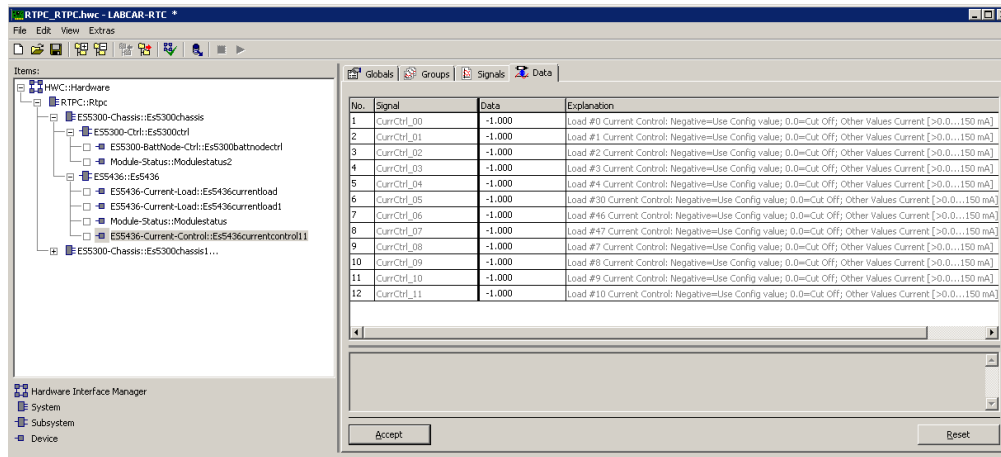 RTPC_RTPC.hwc - LABCAR-RTC *
File Edit View Extras
Items:
HWC::Hardware
RTPC::Rtpc
ES5300-Chassis::Es5300chassis
ES5300-Ctrl::Es5300ctrl
ES5300-BattNode-Ctrl::Es5300battnodectrl
Module-Status::Modulestatus2
ES5436::Es5436
ES5436-Current-Load::Es5436currentload
ES5436-Current-Load::Es5436currentload1
Module-Status::Modulestatus
ES5436-Current-Control::Es5436currentcontrol11
ES5300-Chassis::Es5300chassis1...
Hardware Interface Manager
System
Subsystem
Device
Globals Groups Signals Data
No. Signal Data Explanation
1 CurrCtrl_00 -1.000 Load #0 Current Control: Negative=Use Config value; 0.0=Cut Off; Other Values Current [>0.0...150 mA]
2 CurrCtrl_01 -1.000 Load #1 Current Control: Negative=Use Config value; 0.0=Cut Off; Other Values Current [>0.0...150 mA]
3 CurrCtrl_02 -1.000 Load #2 Current Control: Negative=Use Config value; 0.0=Cut Off; Other Values Current [>0.0...150 mA]
4 CurrCtrl_03 -1.000 Load #3 Current Control: Negative=Use Config value; 0.0=Cut Off; Other Values Current [>0.0...150 mA]
5 CurrCtrl_04 -1.000 Load #4 Current Control: Negative=Use Config value; 0.0=Cut Off; Other Values Current [>0.0...150 mA]
6 CurrCtrl_05 -1.000 Load #30 Current Control: Negative=Use Config value; 0.0=Cut Off; Other Values Current [>0.0...150 mA]
7 CurrCtrl_06 -1.000 Load #46 Current Control: Negative=Use Config value; 0.0=Cut Off; Other Values Current [>0.0...150 mA]
8 CurrCtrl_07 -1.000 Load #47 Current Control: Negative=Use Config value; 0.0=Cut Off; Other Values Current [>0.0...150 mA]
9 CurrCtrl_08 -1.000 Load #7 Current Control: Negative=Use Config value; 0.0=Cut Off; Other Values Current [>0.0...150 mA]
10 CurrCtrl_09 -1.000 Load #8 Current Control: Negative=Use Config value; 0.0=Cut Off; Other Values Current [>0.0...150 mA]
11 CurrCtrl_10 -1.000 Load #9 Current Control: Negative=Use Config value; 0.0=Cut Off; Other Values Current [>0.0...150 mA]
12 CurrCtrl_11 -1.000 Load #10 Current Control: Negative=Use Config value; 0.0=Cut Off; Other Values Current [>0.0...150 mA]
Accept Reset